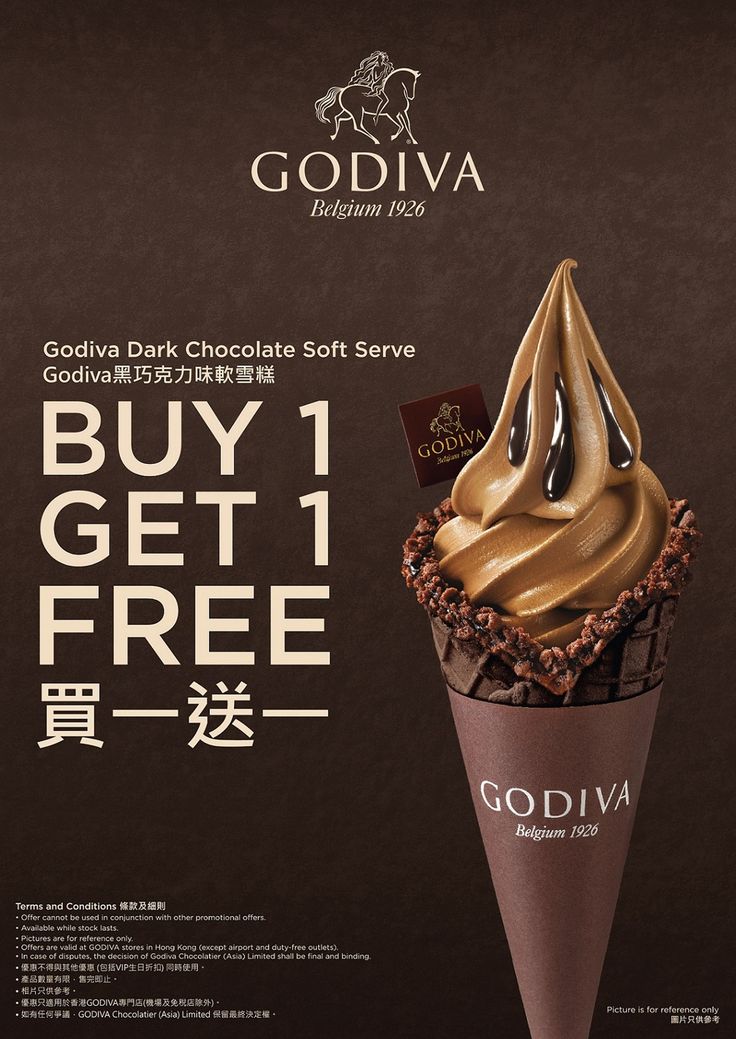 GODIVA
Belgium 1926
Godiva Dark Chocolate Soft Serve
Godiva黑巧克力味軟雪糕
BUY 1
GET 1
FREE
買一送一
GODIVA
Belgium 1926
GODIVA
Belgium 1926
Terms and Conditions 條款及細則
• Offer cannot be used in conjunction with other promotional offers.
• Available while stock lasts.
• Pictures are for reference only.
• Offers are valid at GODIVA stores in Hong Kong (except airport and duty-free outlets).
• In case of disputes, the decision of Godiva Chocolatier (Asia) Limited shall be final and binding.
• 優惠不得與其他優惠 (包括VIP生日折扣) 同時使用。
• 產品數量有限，售完即止。
• 相片只供參考。
• 優惠只適用於香港GODIVA專門店(機場及免稅店除外)。
• 如有任何爭議，GODIVA Chocolatier (Asia) Limited 保留最終決定權。
Picture is for reference only
圖片只供參考